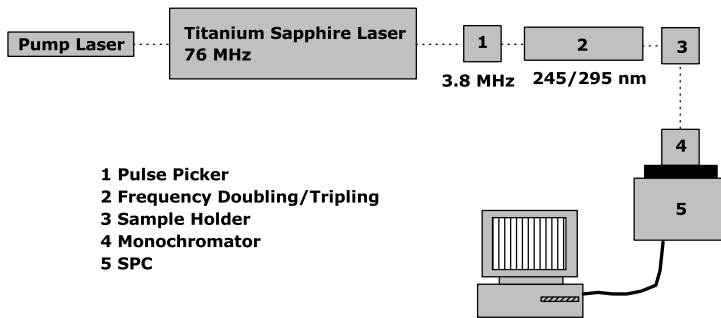 Pump Laser
Titanium Sapphire Laser
76 MHz
1
2
3
3.8 MHz
245/295 nm
4
5
1 Pulse Picker
2 Frequency Doubling/Tripling
3 Sample Holder
4 Monochromator
5 SPC